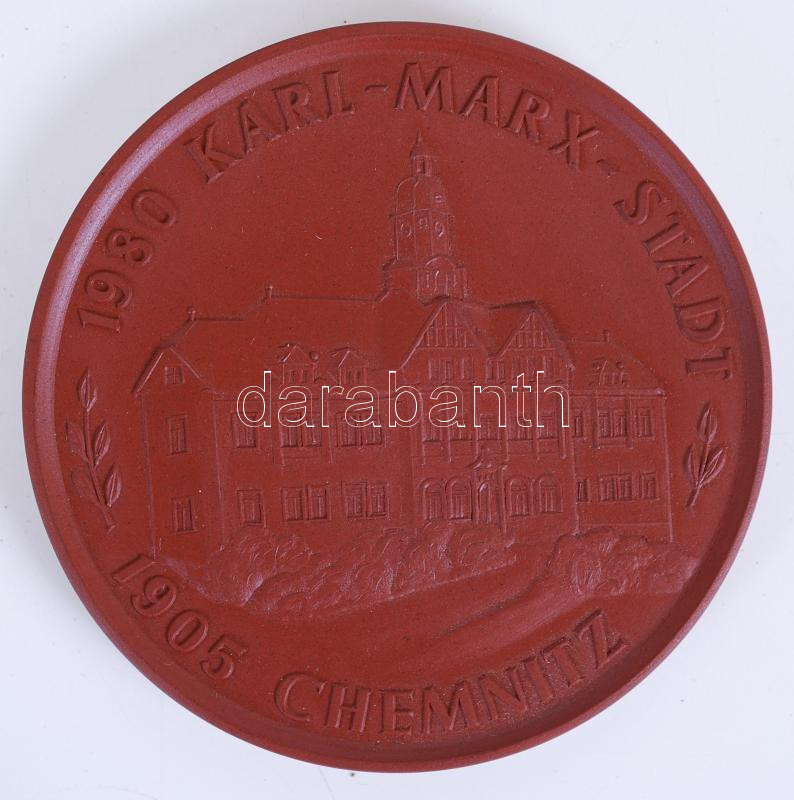 1980 KARL-MARX-STADT
darabanth
1905 CHEMNITZ